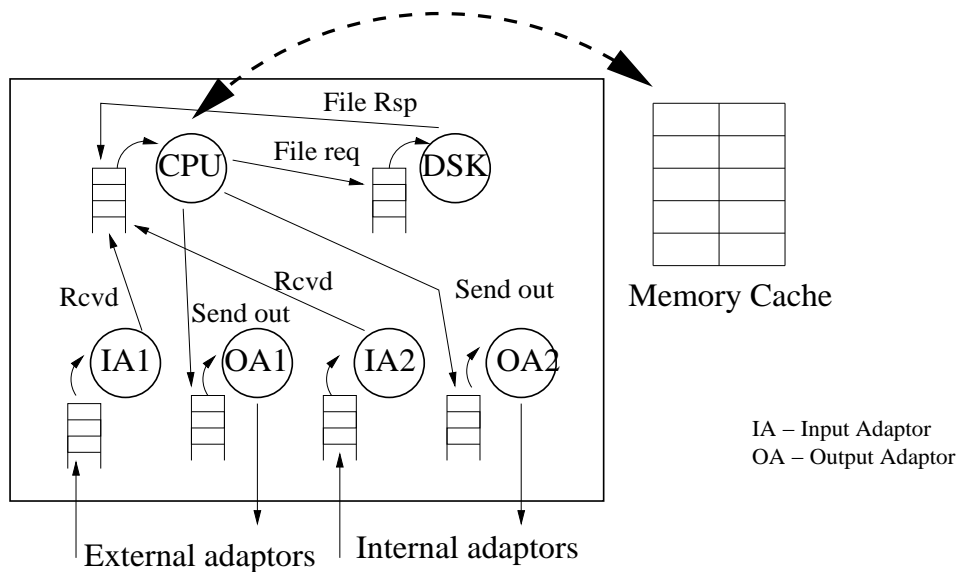 File Rsp
CPU
File req
DSK
Rcvd
Rcvd
Send out
Send out
Memory Cache
IA1
OA1
IA2
OA2
IA – Input Adaptor
OA – Output Adaptor
External adaptors
Internal adaptors